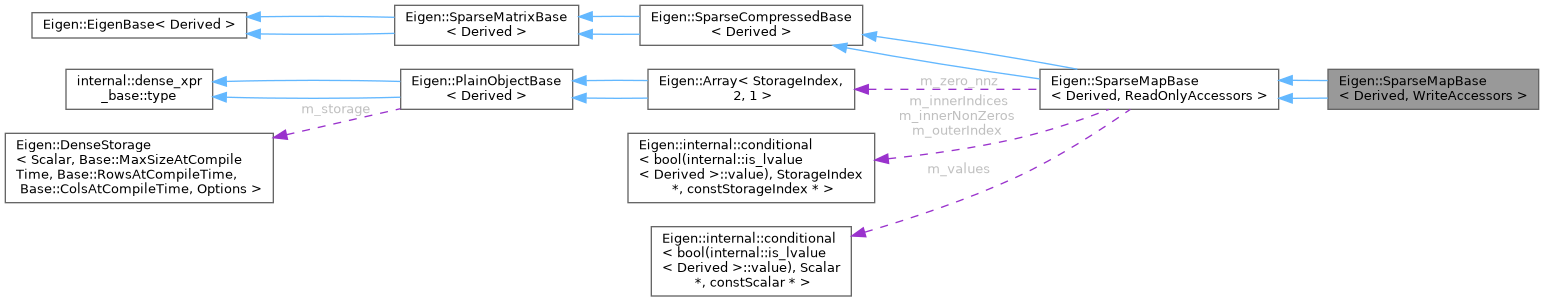 Eigen::EigenBase< Derived >
Eigen::SparseMatrixBase
< Derived >
Eigen::SparseCompressedBase
< Derived >
internal::dense_xpr
_base::type
Eigen::PlainObjectBase
< Derived >
Eigen::Array< StorageIndex,
2, 1 >
m_zero_nnz
Eigen::SparseMapBase
< Derived, ReadOnlyAccessors >
Eigen::SparseMapBase
< Derived, WriteAccessors >
m_storage
m_innerIndices
m_innerNonZeros
m_outerIndex
Eigen::DenseStorage
< Scalar, Base::MaxSizeAtCompile
Time, Base::RowsAtCompileTime,
Base::ColsAtCompileTime, Options >
Eigen::internal::conditional
< bool(internal::is_lvalue
< Derived >::value), StorageIndex
*, constStorageIndex * >
m_values
Eigen::internal::conditional
< bool(internal::is_lvalue
< Derived >::value), Scalar
*, constScalar * >